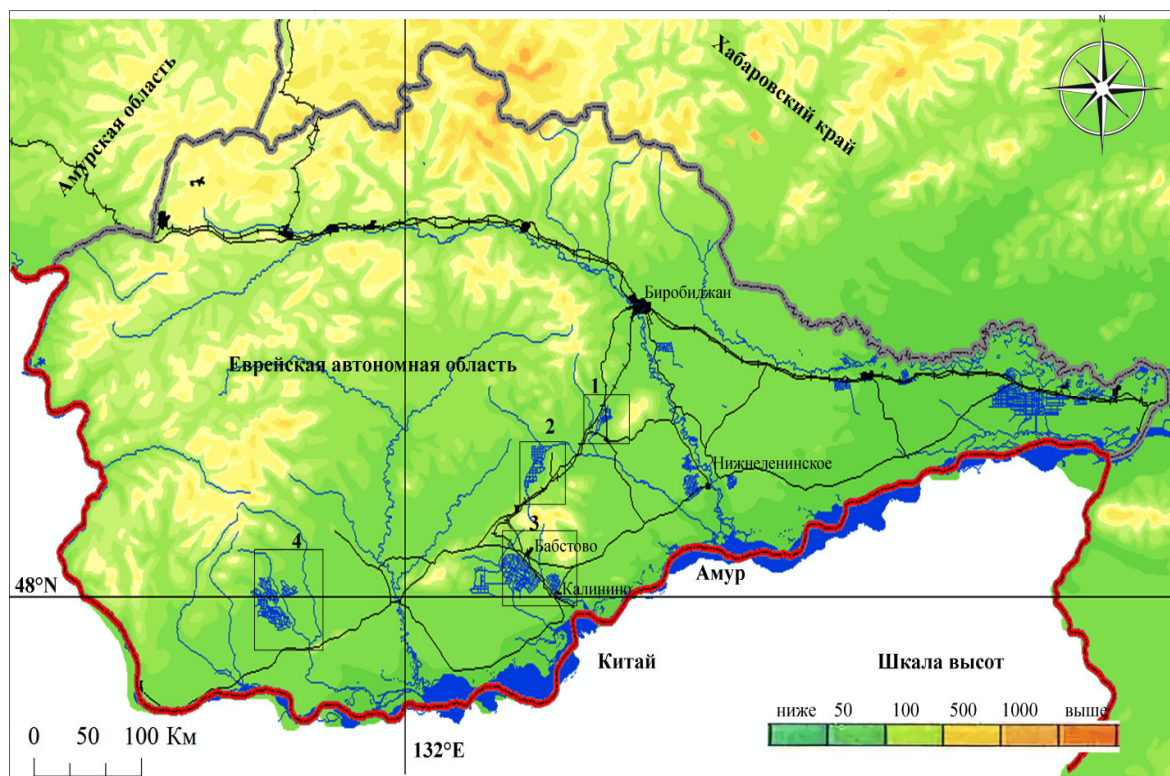 N
Амурская область
Хабаровский край
Биробиджан
Еврейская автономная область
1
2
Нижнеленинское
3
4
Бабстово
Амур
48°N
Калинино
Китай
Шкала высот
ниже 50 100 500 1000 выше
0 50 100 Км
132°E